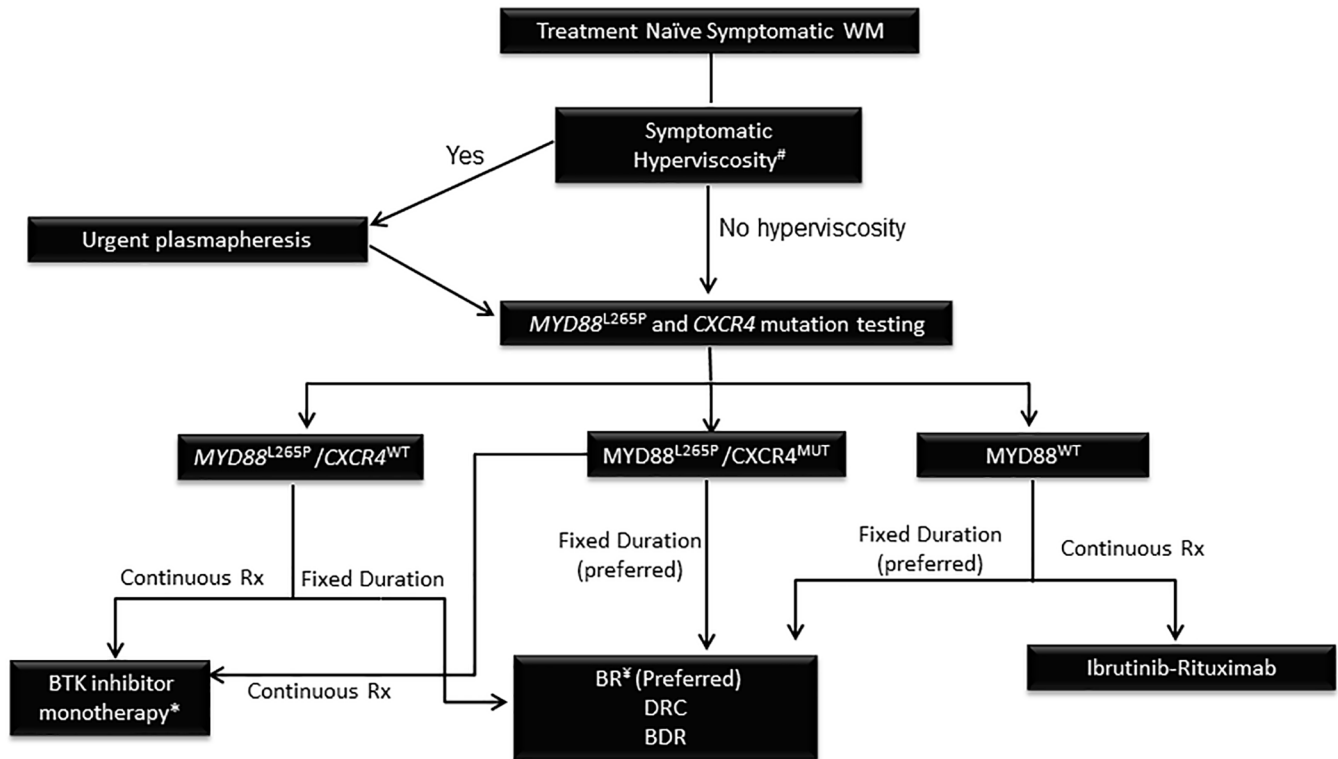 Treatment Naïve Symptomatic WM
Symptomatic
Hyperviscosity#
Yes
No hyperviscosity
Urgent plasmapheresis
MYD88L265P and CXCR4 mutation testing
MYD88L265P /CXCR4WT
MYD88L265P/CXCR4MUT
MYD88WT
Continuous Rx
Fixed Duration
Fixed Duration
(preferred)
Fixed Duration
(preferred)
Continuous Rx
BTK inhibitor
monotherapy*
Continuous Rx
BR¥ (Preferred)
DRC
BDR
Ibrutinib-Rituximab